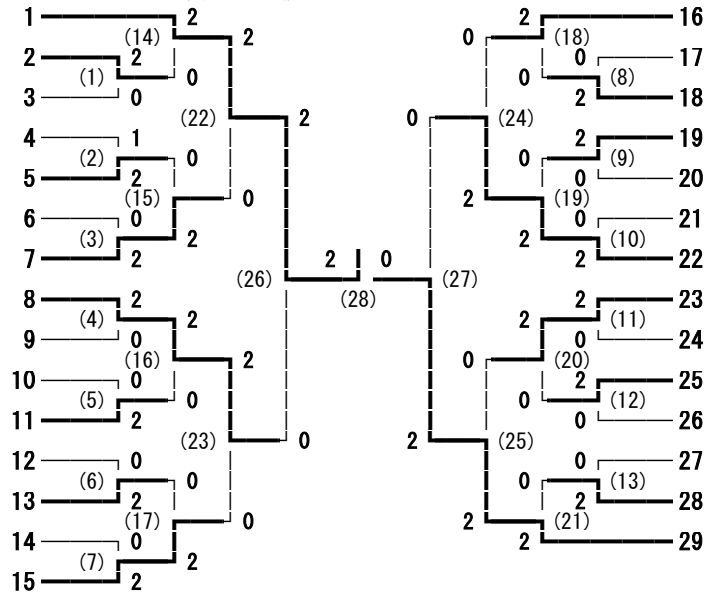 1 2 2 16
(14) 2 0 (18)
2 2 0 17
(1) 0 0 (8)
3 0 2 18
(22) 2 0 (24)
4 1 2 19
(2) 0 0 (9)
5 2 0 20
(15) 0 2 (19)
6 0 0 21
(3) 2 2 (10)
7 2 2 22
2 0
(26) (27)
(28)
8 2 2 23
(4) 2 2 (11)
9 0 0 24
(16) 2 0 (20)
10 0 2 25
(5) 0 0 (12)
11 2 0 26
(23) 0 2 (25)
12 0 0 27
(6) 0 0 (13)
13 2 2 28
(17) 0 2 (21)
14 0 2 29
(7) 2
15 2